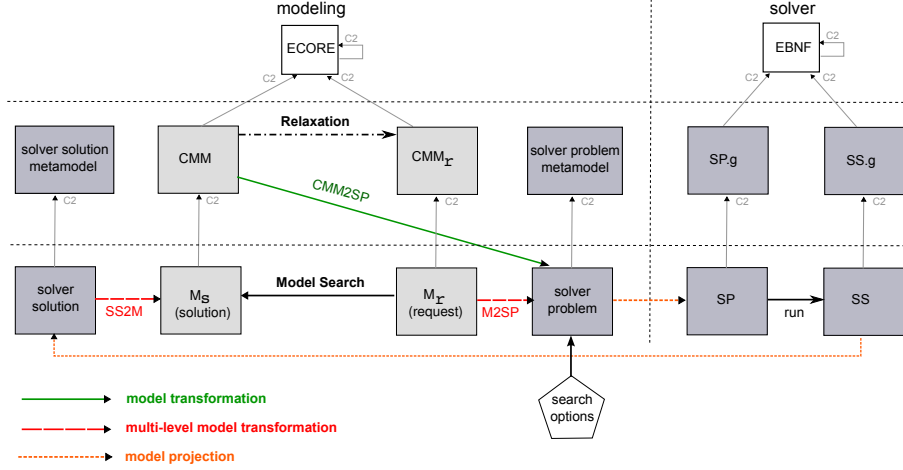 modeling
solver
ECORE
C2
C2
C2
EBNF
C2
C2
C2
Relaxation
solver solution
metamodel
CMM
CMMr
solver problem
metamodel
SP.g
SS.g
CMM2SP
C2
C2
C2
C2
C2
C2
solver
solution
SS2M
Ms
(solution)
Model Search
Mr
(request)
M2SP
solver
problem
SP
run
SS
search
options
model transformation
multi-level model transformation
model projection